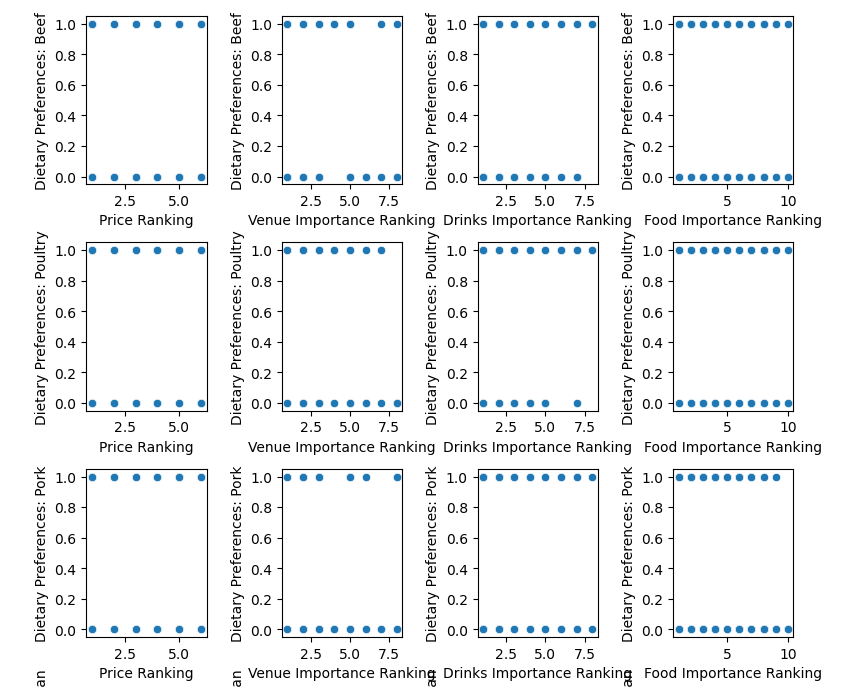 Dietary Preferences: Beef
1.0
0.8
0.6
0.4
0.2
0.0
2.5 5.0
Price Ranking
Dietary Preferences: Beef
1.0
0.8
0.6
0.4
0.2
0.0
2.5 5.0 7.5
Venue Importance Ranking
Dietary Preferences: Beef
1.0
0.8
0.6
0.4
0.2
0.0
2.5 5.0 7.5
Drinks Importance Ranking
Dietary Preferences: Beef
1.0
0.8
0.6
0.4
0.2
0.0
5 10
Food Importance Ranking
Dietary Preferences: Poultry
1.0
0.8
0.6
0.4
0.2
0.0
2.5 5.0
Price Ranking
Dietary Preferences: Poultry
1.0
0.8
0.6
0.4
0.2
0.0
2.5 5.0 7.5
Venue Importance Ranking
Dietary Preferences: Poultry
1.0
0.8
0.6
0.4
0.2
0.0
2.5 5.0 7.5
Drinks Importance Ranking
Dietary Preferences: Poultry
1.0
0.8
0.6
0.4
0.2
0.0
5 10
Food Importance Ranking
Dietary Preferences: Pork
1.0
0.8
0.6
0.4
0.2
0.0
2.5 5.0
Price Ranking
Dietary Preferences: Pork
1.0
0.8
0.6
0.4
0.2
0.0
2.5 5.0 7.5
Venue Importance Ranking
Dietary Preferences: Pork
1.0
0.8
0.6
0.4
0.2
0.0
2.5 5.0 7.5
Drinks Importance Ranking
Dietary Preferences: Pork
1.0
0.8
0.6
0.4
0.2
0.0
5 10
Food Importance Ranking
an
an
an
an